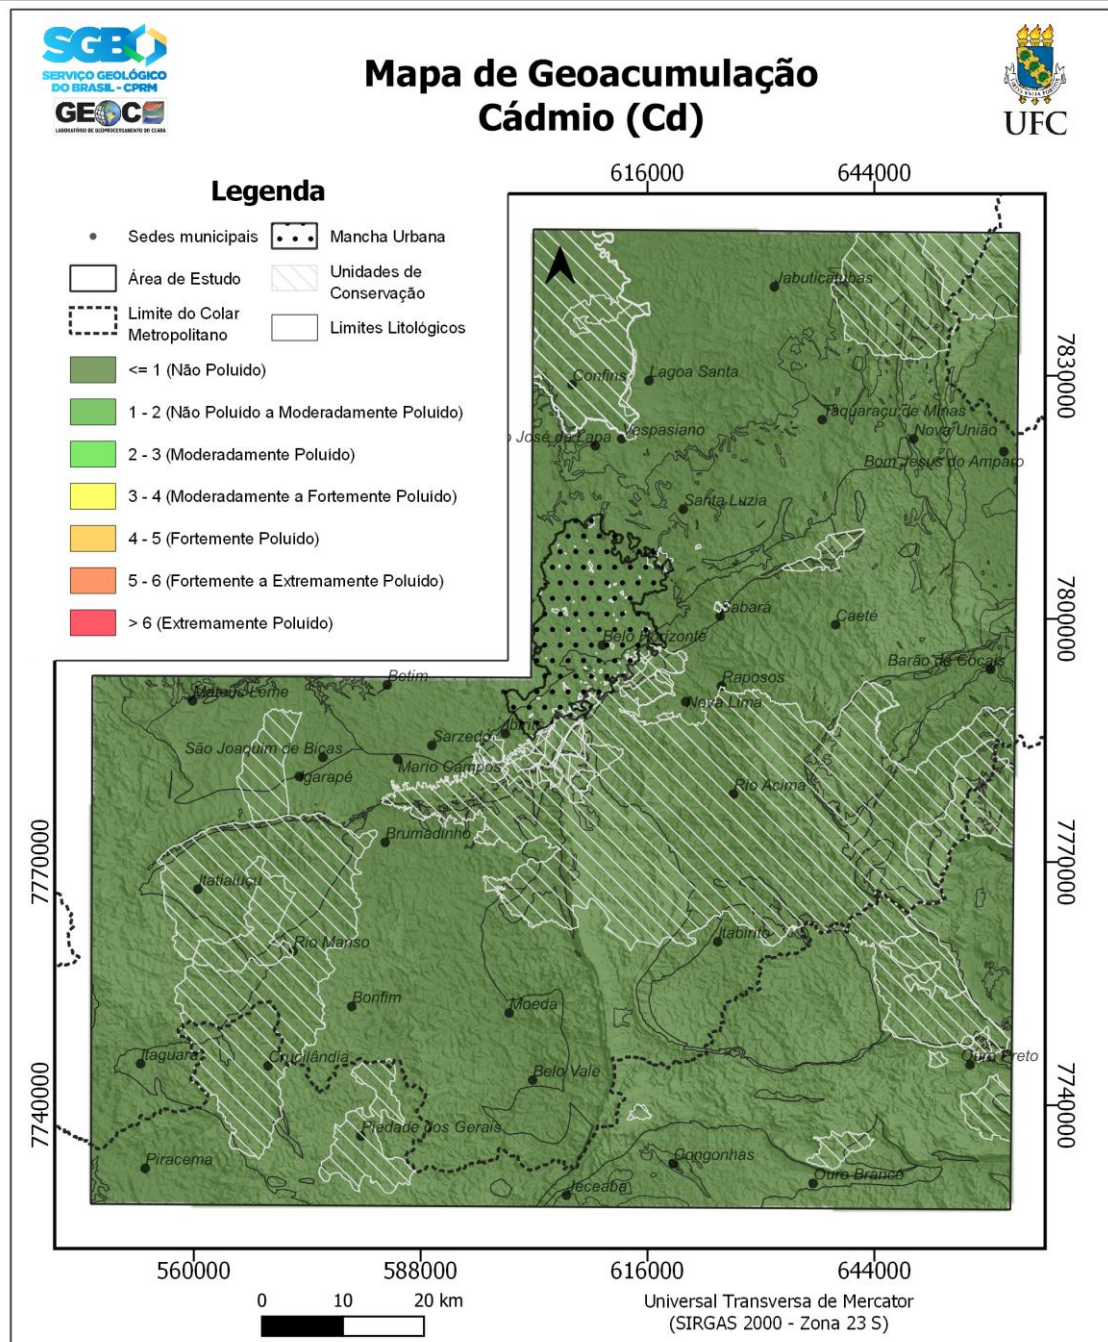 SGB
SERVIÇO GEOLÓGICO
DO BRASIL - CPRM
GEOCE
LABORATÓRIO DE GEOPROCESSAMENTO DO CEARÁ
Mapa de Geoacumulação
Cádmio (Cd)
UFC
616000
644000
Legenda
Sedes municipais
Mancha Urbana
Área de Estudo
Unidades de
Conservação
Limite do Colar
Metropolitano
Limites Litológicos
<= 1 (Não Poluído)
1 - 2 (Não Poluído a Moderadamente Poluído)
2 - 3 (Moderadamente Poluído)
3 - 4 (Moderadamente a Fortemente Poluído)
4 - 5 (Fortemente Poluído)
5 - 6 (Fortemente a Extremamente Poluído)
> 6 (Extremamente Poluído)
Jabuticatubas
7830000
Confins
Lagoa Santa
Taquaraçu de Minas
o José da Lapa
Vespasiano
Nova União
Bom Jesus do Amparo
Santa Luzia
Sabará
Caeté
7800000
Belo Horizonte
Barão de Cocais
Raposos
Nova Lima
Betim
Mateus Leme
Ibirité
Sarzedo
São Joaquim de Bicas
Mario Campos
Igarapé
Rio Acima
Brumadinho
7770000
7770000
Itatiaiuçu
Itabirito
Rio Manso
Bonfim
Moeda
Itaguara
Crucilândia
Ouro Preto
Belo Vale
7740000
7740000
Piedade dos Gerais
Piracema
Congonhas
Ouro Branco
Jeceaba
560000
588000
616000
644000
0 10 20 km
Universal Transversa de Mercator
(SIRGAS 2000 - Zona 23 S)